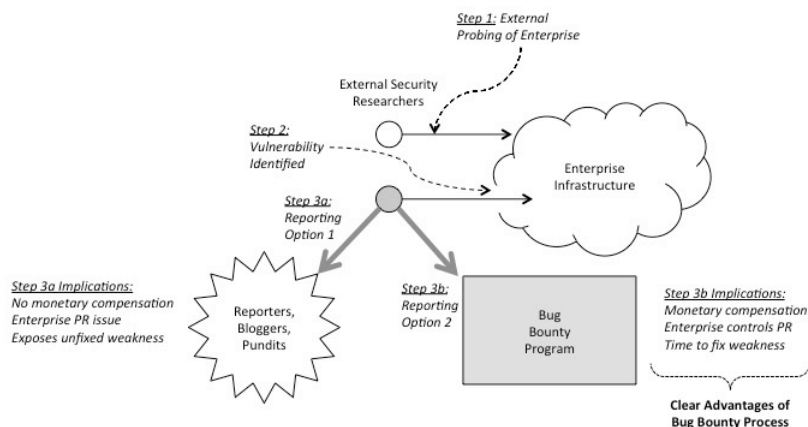 Step 1: External
Probing of Enterprise
External Security
Researchers
Step 2:
Vulnerability
Identified
Enterprise
Infrastructure
Step 3a:
Reporting
Option 1
Step 3a Implications:
No monetary compensation
Enterprise PR issue
Exposes unfixed weakness
Reporters,
Bloggers,
Pundits
Step 3b:
Reporting
Option 2
Bug
Bounty
Program
Step 3b Implications:
Monetary compensation
Enterprise controls PR
Time to fix weakness
Clear Advantages of
Bug Bounty Process